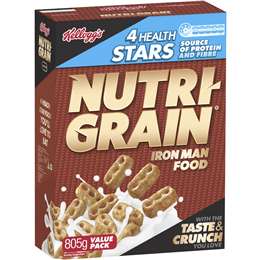 Kellogg's
4 HEALTH
STARS
SOURCE
OF PROTEIN
AND FIBRE
NUTRI-
GRAIN®
IRON MAN
FOOD
805g VALUE
PACK
WITH THE
TASTE &
CRUNCH
YOU LOVE